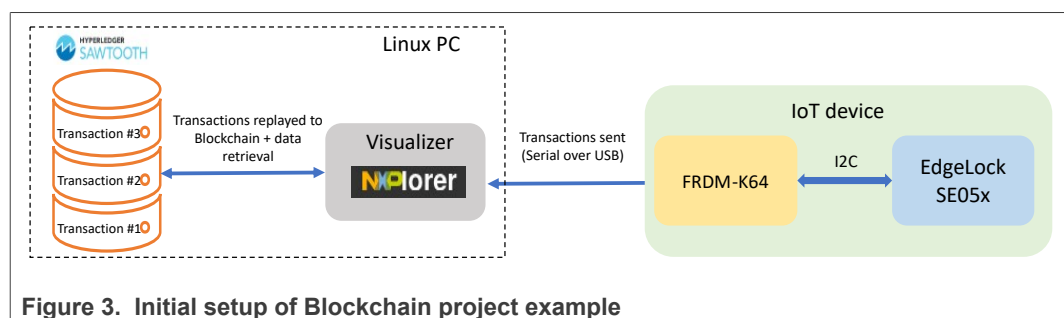 HYPERLEDGER
SAWTOOTH
Linux PC
Transaction #3
Transaction #2
Transaction #1
Transactions replayed to
Blockchain + data
retrieval
Visualizer
NXPlorer
Transactions sent
(Serial over USB)
IoT device
FRDM-K64
I2C
EdgeLock
SE05x
Figure 3. Initial setup of Blockchain project example